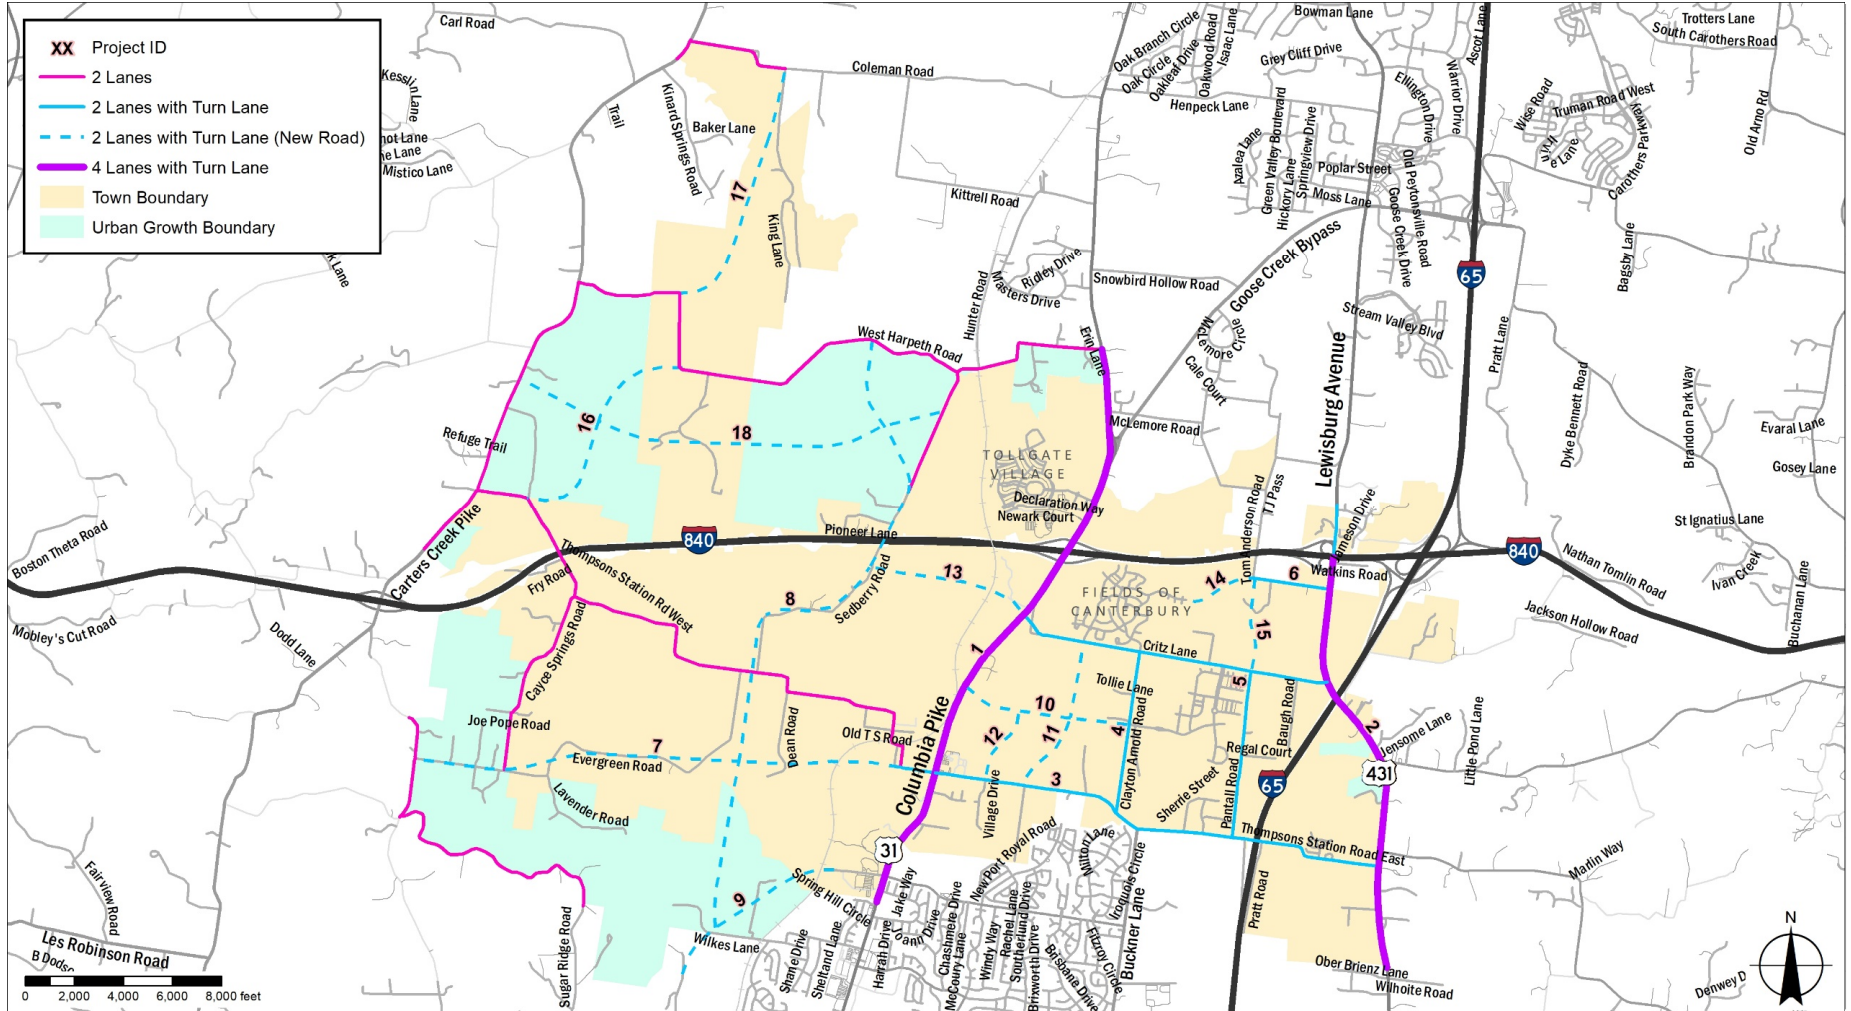 XX Project ID
2 Lanes
2 Lanes with Turn Lane
2 Lanes with Turn Lane (New Road)
4 Lanes with Turn Lane
Town Boundary
Urban Growth Boundary
Carl Road
Kesslin Lane
Mistico Lane
Trail
Kinard Springs Road
Baker Lane
King Lane
17
Coleman Road
Kittrell Road
Oak Branch Circle
Oak Circle
Oakleaf Drive
Oakwood Road
Isaac Lane
Bowman Lane
Grey Cliff Drive
Henpeck Lane
Azalea Lane
Green Valley Boulevard
Hickory Lane
Springview Drive
Poplar Street
Moss Lane
Ellington Drive
Warrior Drive
Ascot Lane
Old Peytonsville Road
Goose Creek Drive
Goose Creek Bypass
Trotters Lane
South Carothers Road
Wise Road
Truman Road West
Carothers Parkway
Old Arno Rd
Bagsby Lane
65
Ridley Drive
Masters Drive
Hunter Road
Snowbird Hollow Road
McLemore Circle
Cale Court
Stream Valley Blvd
Pratt Lane
Erin Lane
West Harpeth Road
McLemore Road
Lewisburg Avenue
Dyke Bennett Road
Brandon Park Way
Evaral Lane
Gosey Lane
Refuge Trail
16
18
TOLLGATE
VILLAGE
Declaration Way
Newark Court
Tom Anderson Road
T J Pass
Jameson Drive
St Ignatius Lane
Ivan Creek
Buchanan Lane
Boston Theta Road
Carters Creek Pike
840
Pioneer Lane
840
Nathan Tomlin Road
Jackson Hollow Road
Mobley's Cut Road
Dodd Lane
Fry Road
Thompsons Station Rd West
Cayce Springs Road
8
Sedberry Road
13
FIELDS OF
CANTERBURY
14
6
Watkins Road
15
Critz Lane
1
Tollie Lane
5
Baugh Road
10
11
12
4
Clayton Arnold Road
Regal Court
2
Jensome Lane
Little Pond Lane
431
65
Joe Pope Road
7
Evergreen Road
Dean Road
Old T S Road
Columbia Pike
3
Village Drive
Sherrie Street
Pantall Road
Lavender Road
Thompsons Station Road East
Martin Way
31
New Port Royal Road
Milton Lane
Iroquois Circle
Buckner Lane
Pratt Road
Spring Hill Circle
9
Wilkes Lane
Shane Drive
Sheltand Lane
Harrah Drive
Jake Way
Joann Drive
Chashmere Drive
McCoury Lane
Windy Way
Rachel Lane
Southerlund Drive
Brixworth Drive
Brisbane Drive
Fitzroy Circle
Ober Brienz Lane
Wilhoite Road
Fairview Road
Les Robinson Road
Sugar Ridge Road
N
0 2,000 4,000 6,000 8,000 feet